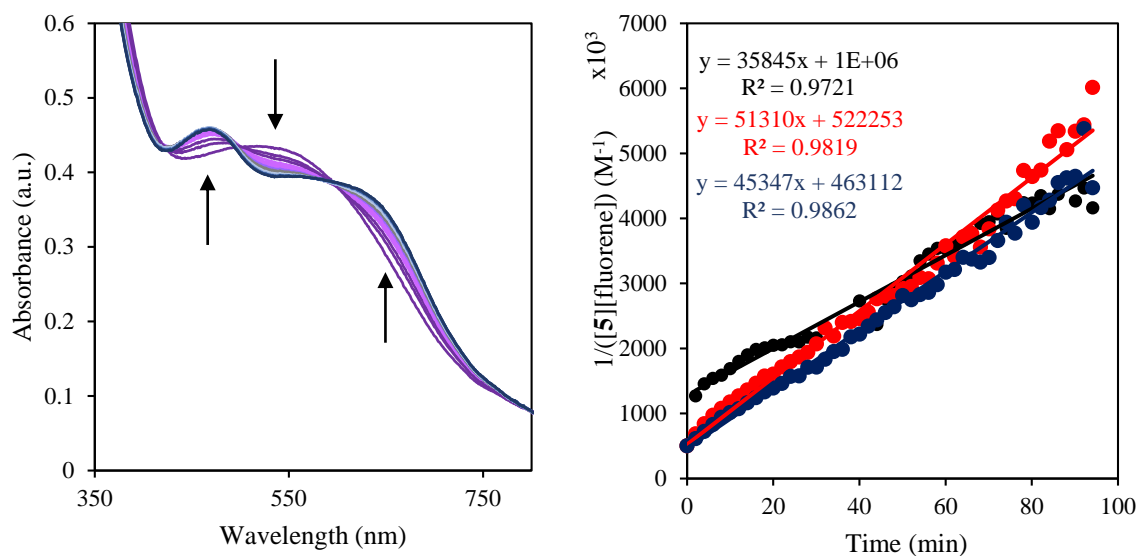 0.6
0.5
0.4
0.3
0.2
0.1
0
Absorbance (a.u.)
350
550
750
Wavelength (nm)
x10³
7000
6000
5000
4000
3000
2000
1000
0
1/([5][fluorene]) (M⁻¹)
y = 35845x + 1E+06
R² = 0.9721
y = 51310x + 522253
R² = 0.9819
y = 45347x + 463112
R² = 0.9862
0
20
40
60
80
100
Time (min)